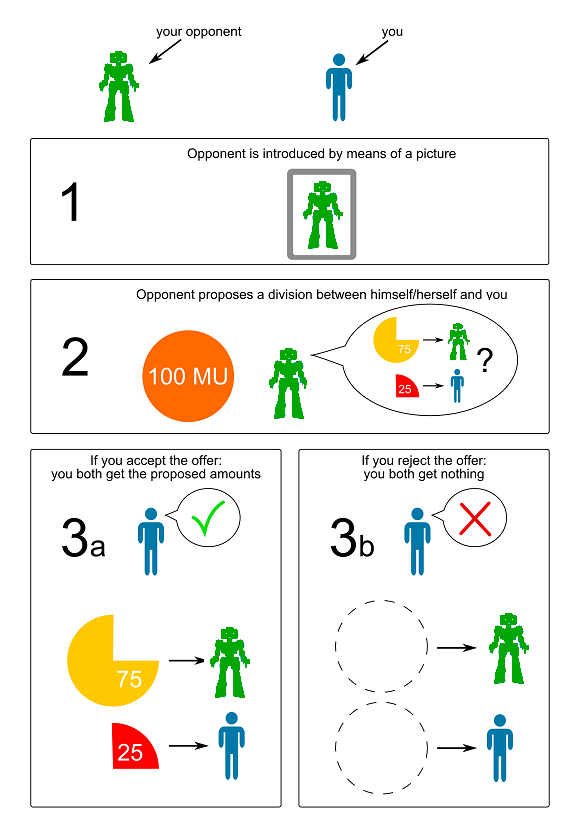 your opponent
you
Opponent is introduced by means of a picture
1
Opponent proposes a division between himself/herself and you
2
100 MU
75
25
?
If you accept the offer:
you both get the proposed amounts
3a
75
25
If you reject the offer:
you both get nothing
3b